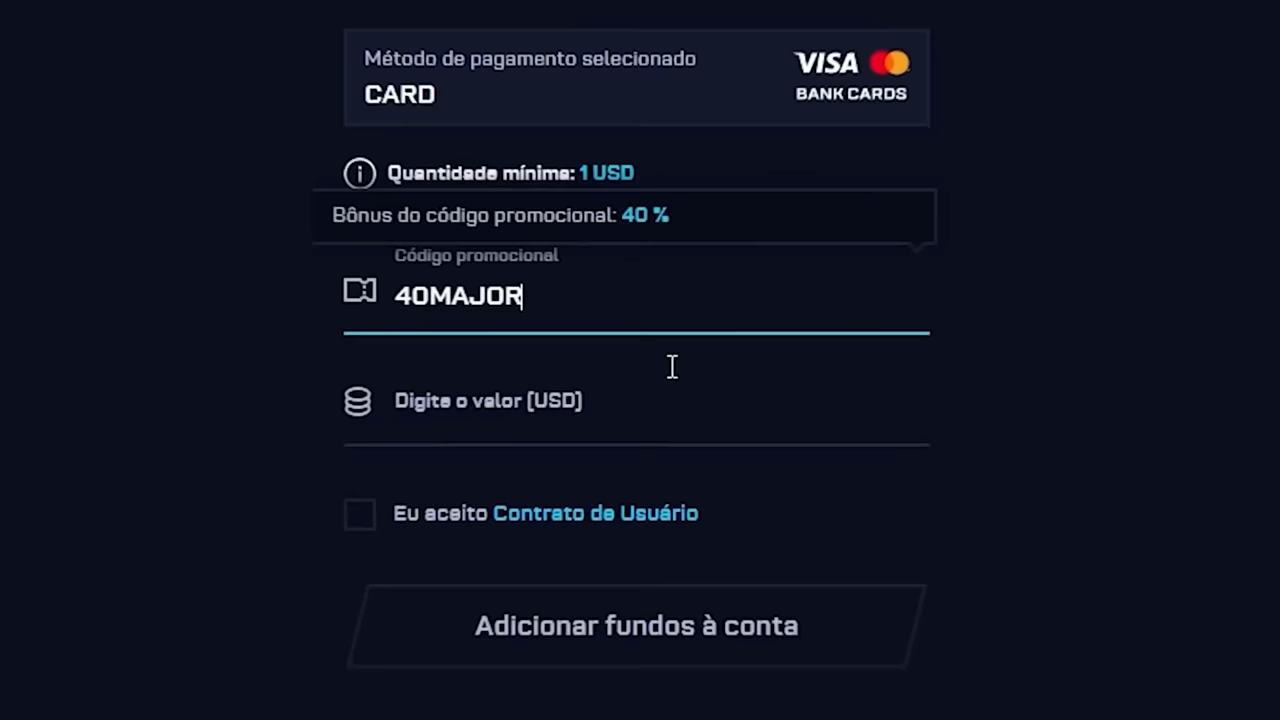 Método de pagamento selecionado
CARD
VISA
BANK CARDS
Quantidade mínima: 1 USD
Bônus do código promocional: 40 %
Código promocional
40MAJOR
Digite o valor (USD)
Eu aceito Contrato de Usuário
Adicionar fundos à conta